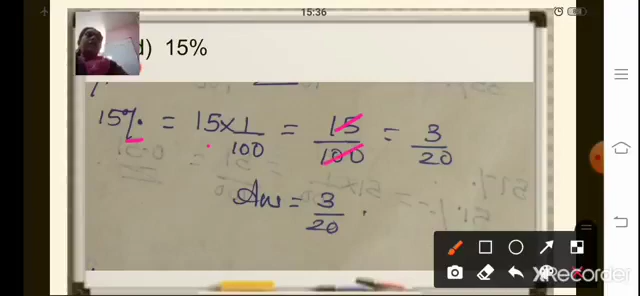 15:36
d) 15%
15% = 15×1/100 = 15/100 = 3/20
Ans = 3/20
XRecorder